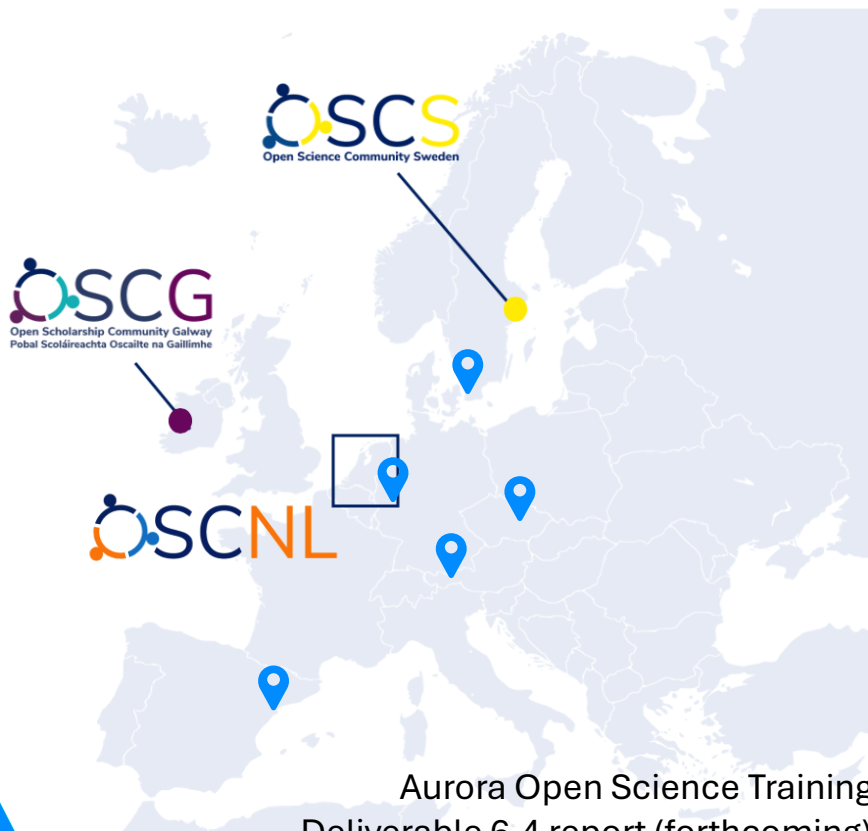 OSCS
Open Science Community Sweden
OSCG
Open Scholarship Community Galway
Pobal Scoláireachta Oscailte na Gaillimhe
OSCNL
Aurora Open Science Training
Deliverable 6.4 report (forthcoming)